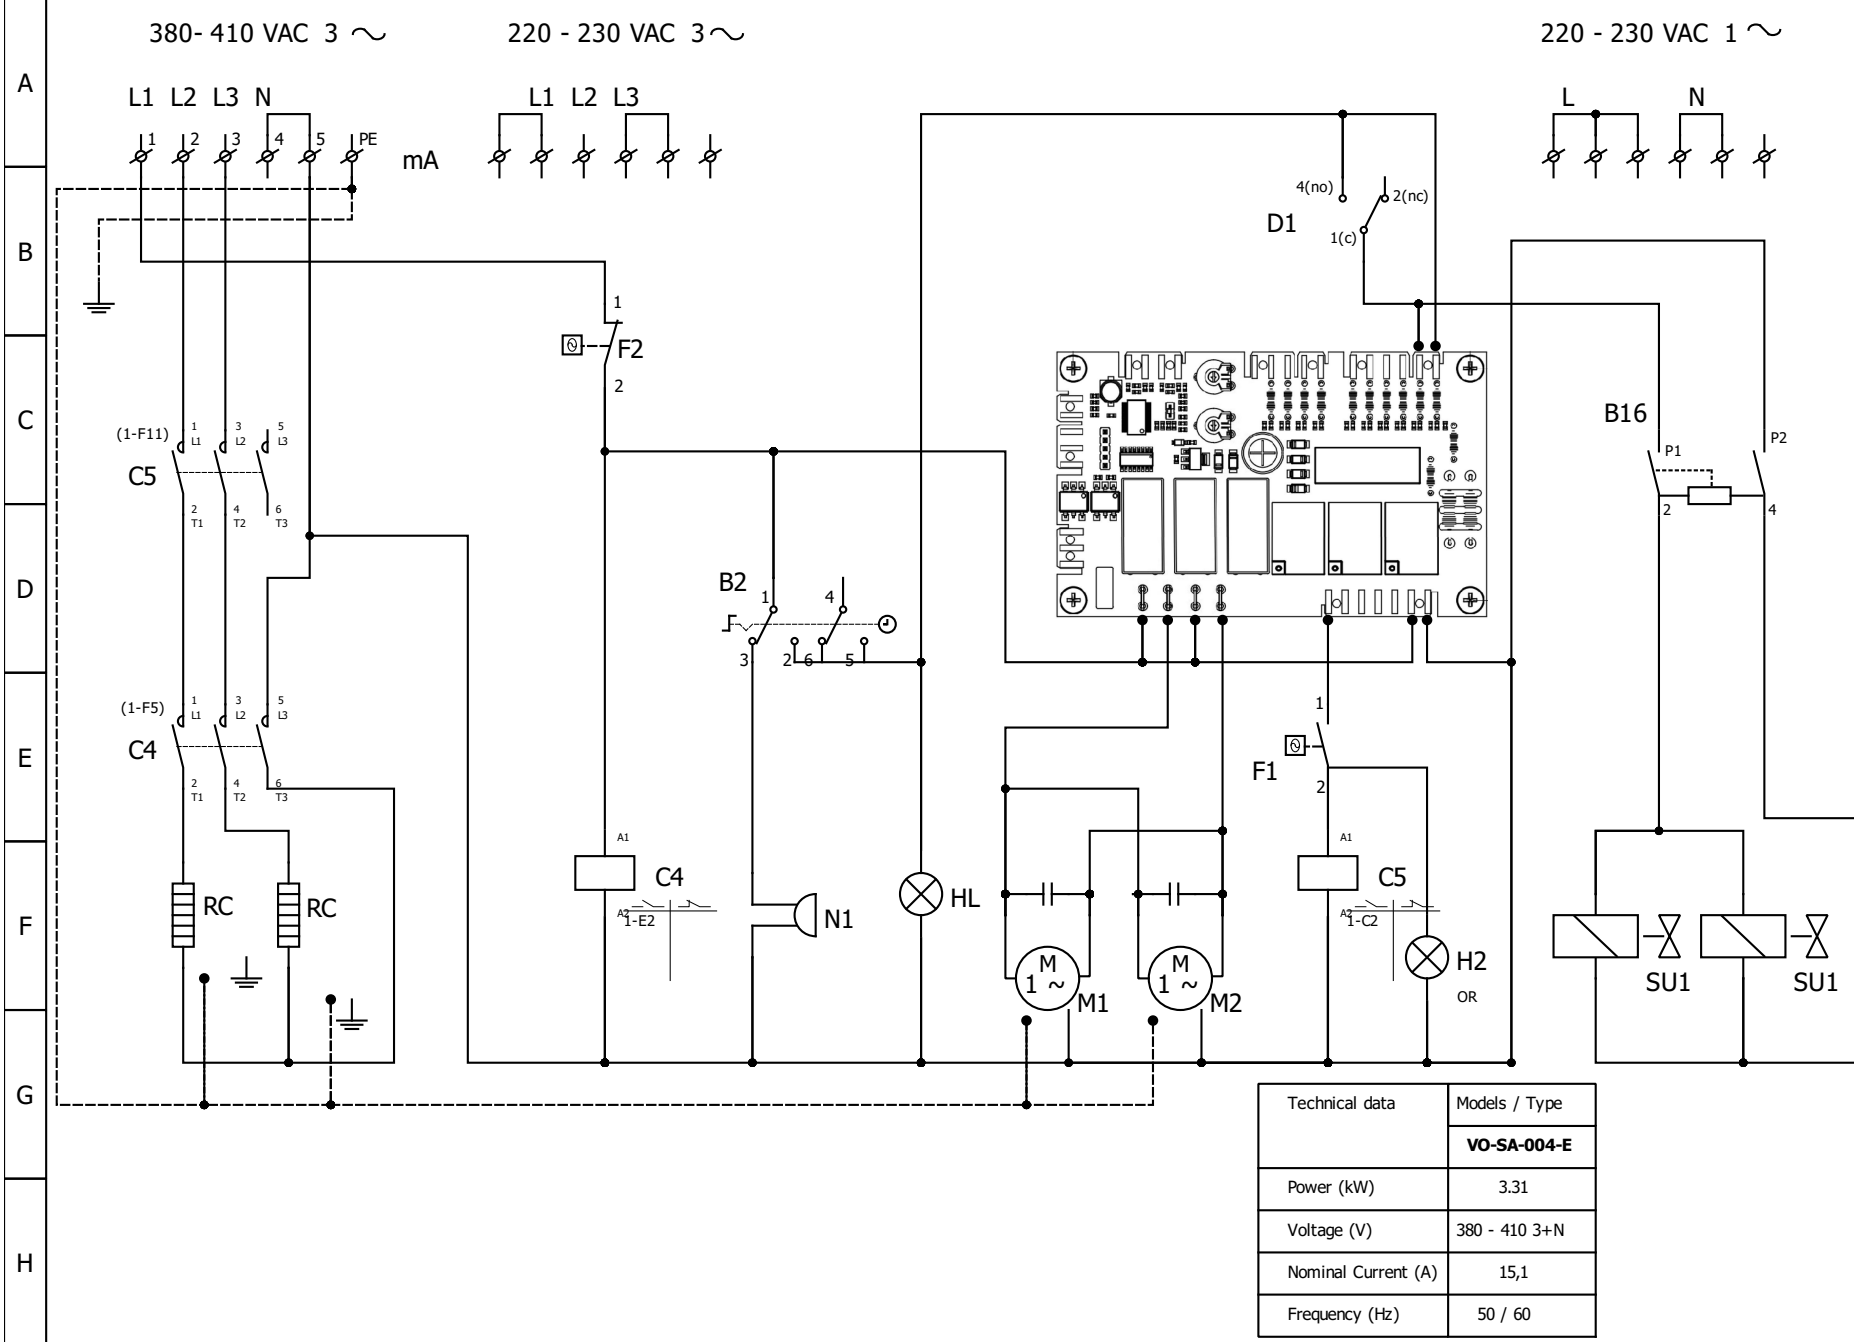 380- 410 VAC 3 ～
220 - 230 VAC 3～
220 - 230 VAC 1 ～
A
L1 L2 L3 N
L1 L2 L3
L N
1 2 3 4 5 PE
mA
B
4(no)
2(nc)
D1
1(c)
1
F2
2
C
(1-F11)
1 L1 3 L2 5 L3
C5
2 T1 4 T2 6 T3
B16
P1
P2
2
4
D
B2
1
4
3
2 6 5
E
(1-F5)
1 L1 3 L2 5 L3
C4
2 T1 4 T2 6 T3
1
F1
2
F
RC
RC
A1
C4
A2
1-E2
N1
HL
M
1 ~
M1
M
1 ~
M2
A1
C5
A2
1-C2
H2
OR
SU1
SU1
G
Technical data
Models / Type
VO-SA-004-E
Power (kW)
3.31
H
Voltage (V)
380 - 410 3+N
Nominal Current (A)
15,1
Frequency (Hz)
50 / 60